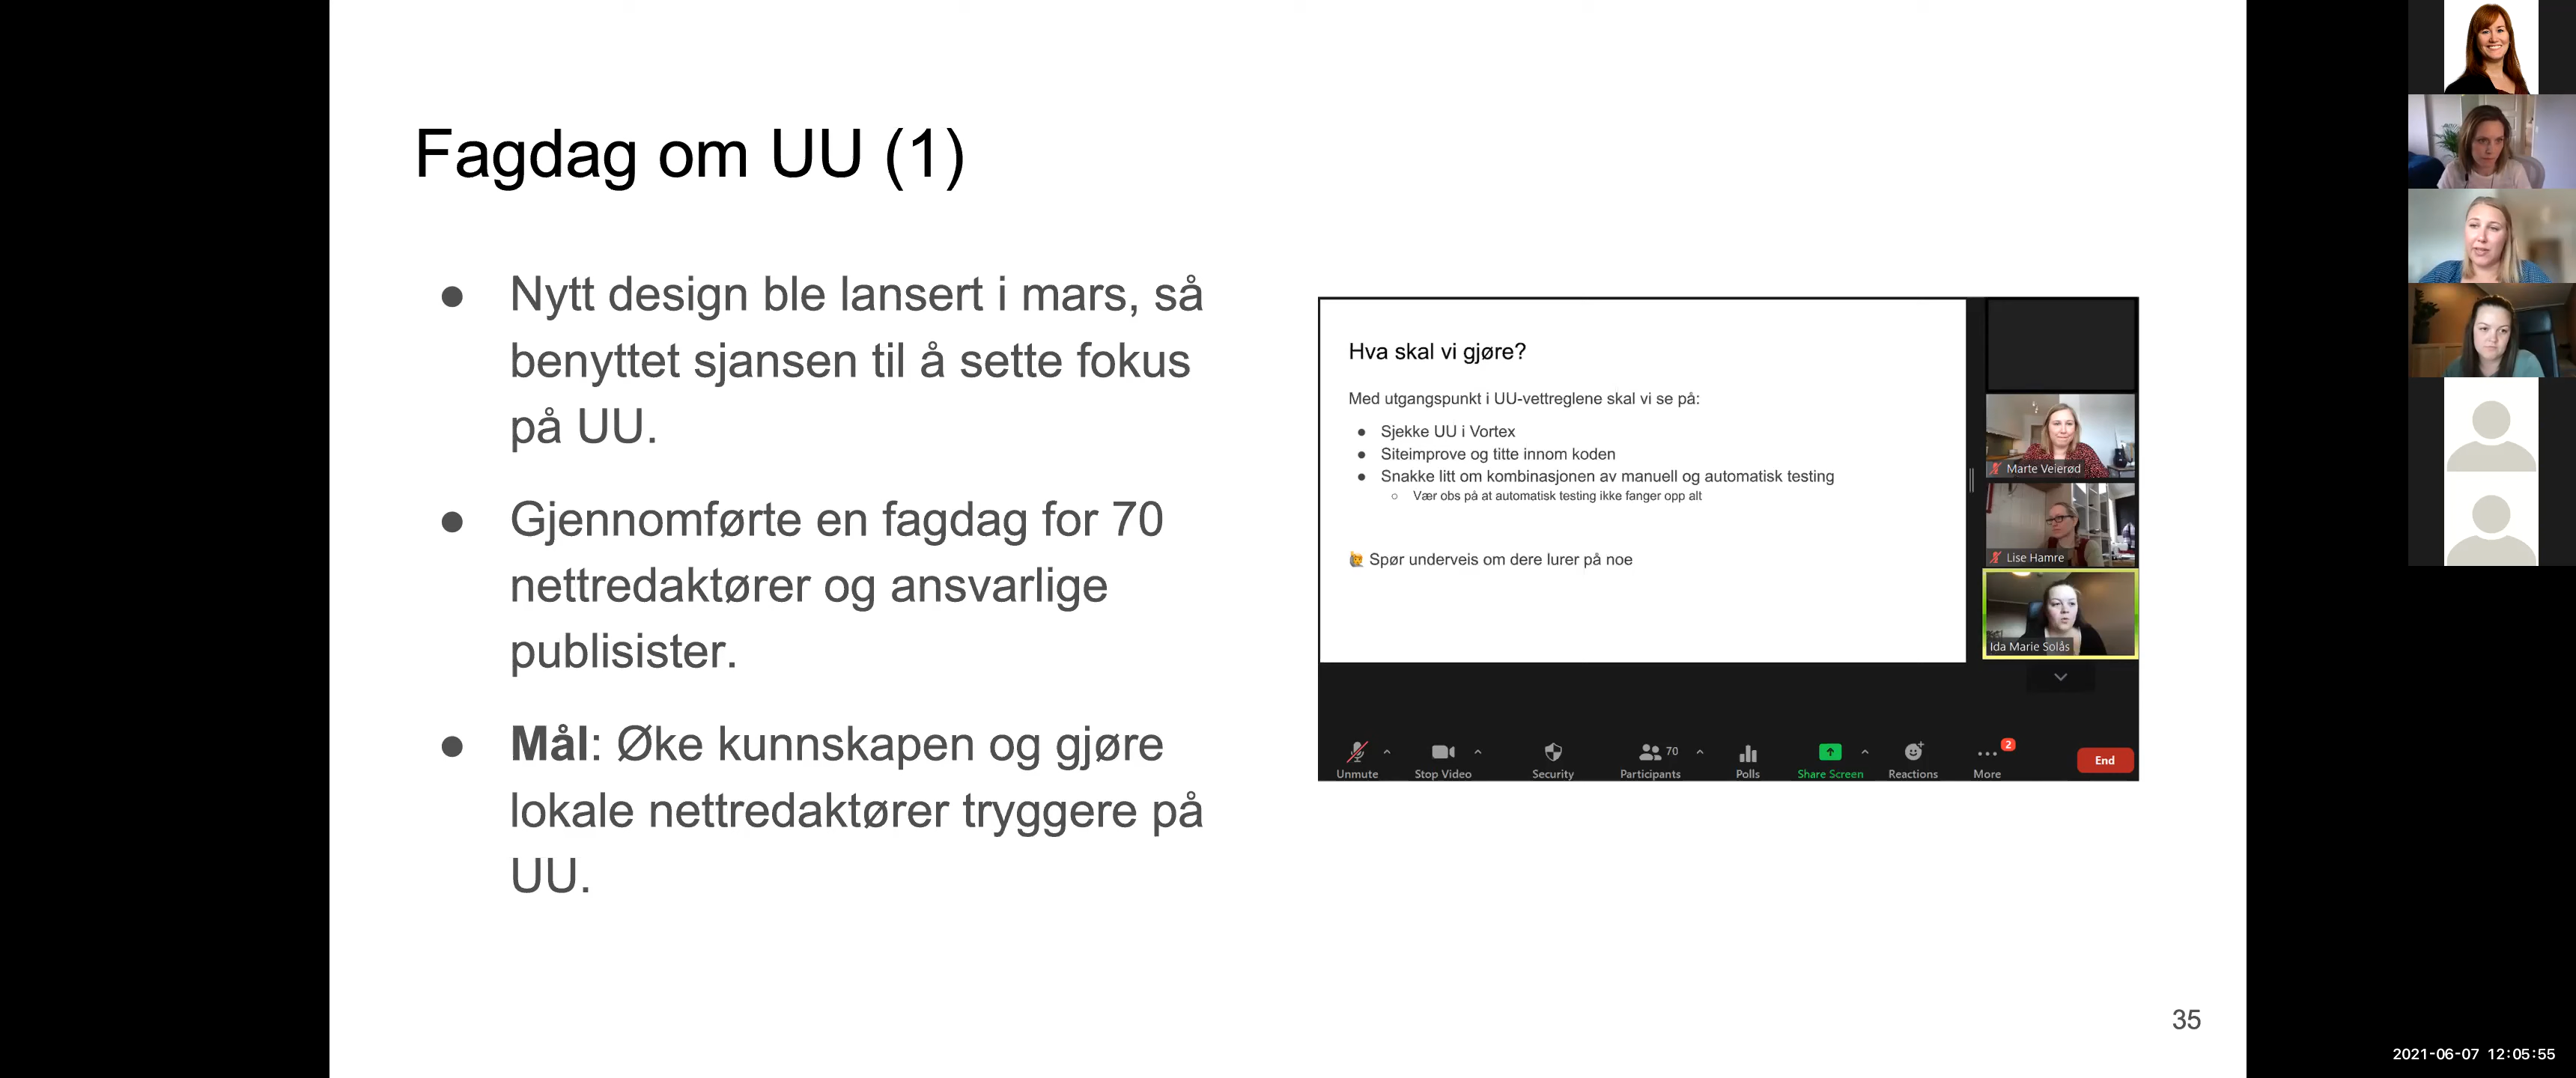 Fagdag om UU (1)
● Nytt design ble lansert i mars, så
benyttet sjansen til å sette fokus
på UU.
● Gjennomførte en fagdag for 70
nettredaktører og ansvarlige
publisister.
● Mål: Øke kunnskapen og gjøre
lokale nettredaktører tryggere på
UU.
Hva skal vi gjøre?
Med utgangspunkt i UU-vettreglene skal vi se på:
● Sjekke UU i Vortex
● Siteimprove og titte innom koden
● Snakke litt om kombinasjonen av manuell og automatisk testing
○ Vær obs på at automatisk testing ikke fanger opp alt
🙋 Spør underveis om dere lurer på noe
Marte Veierød
Lise Hamre
Ida Marie Solås
70
2
Unmute Stop Video Security Participants Polls Share Screen Reactions More End
35
2021-06-07 12:05:55